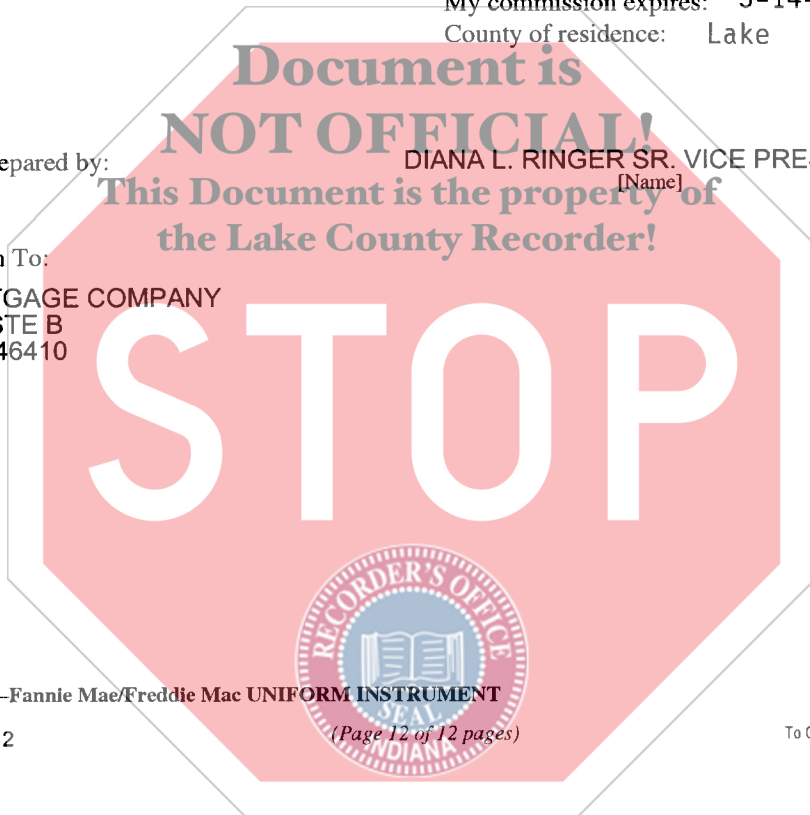 My commission expires:
County of residence: Lake
Document is
NOT OFFICIAL!
epared by:
DIANA L. RINGER SR. VICE PRE
[Name]
This Document is the property of
the Lake County Recorder!
To:
GAGE COMPANY
STE B
46410
STOP
RECORDER'S OFFICE
SEAL
INDIANA
-Fannie Mae/Freddie Mac UNIFORM INSTRUMENT
2
(Page 12 of 12 pages)
To